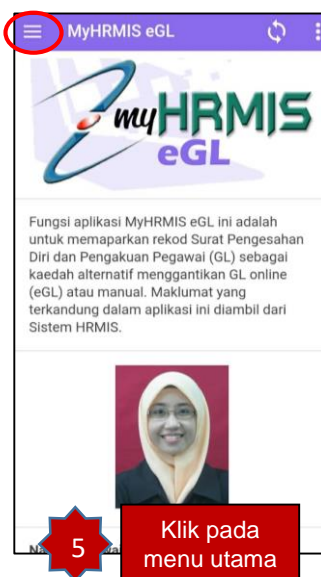 MyHRMIS eGL
myHRMIS
eGL
Fungsi aplikasi MyHRMIS eGL ini adalah
untuk memaparkan rekod Surat Pengesahan
Diri dan Pengakuan Pegawai (GL) sebagai
kaedah alternatif menggantikan GL online
(eGL) atau manual. Maklumat yang
terkandung dalam aplikasi ini diambil dari
Sistem HRMIS.
5
Klik pada
menu utama